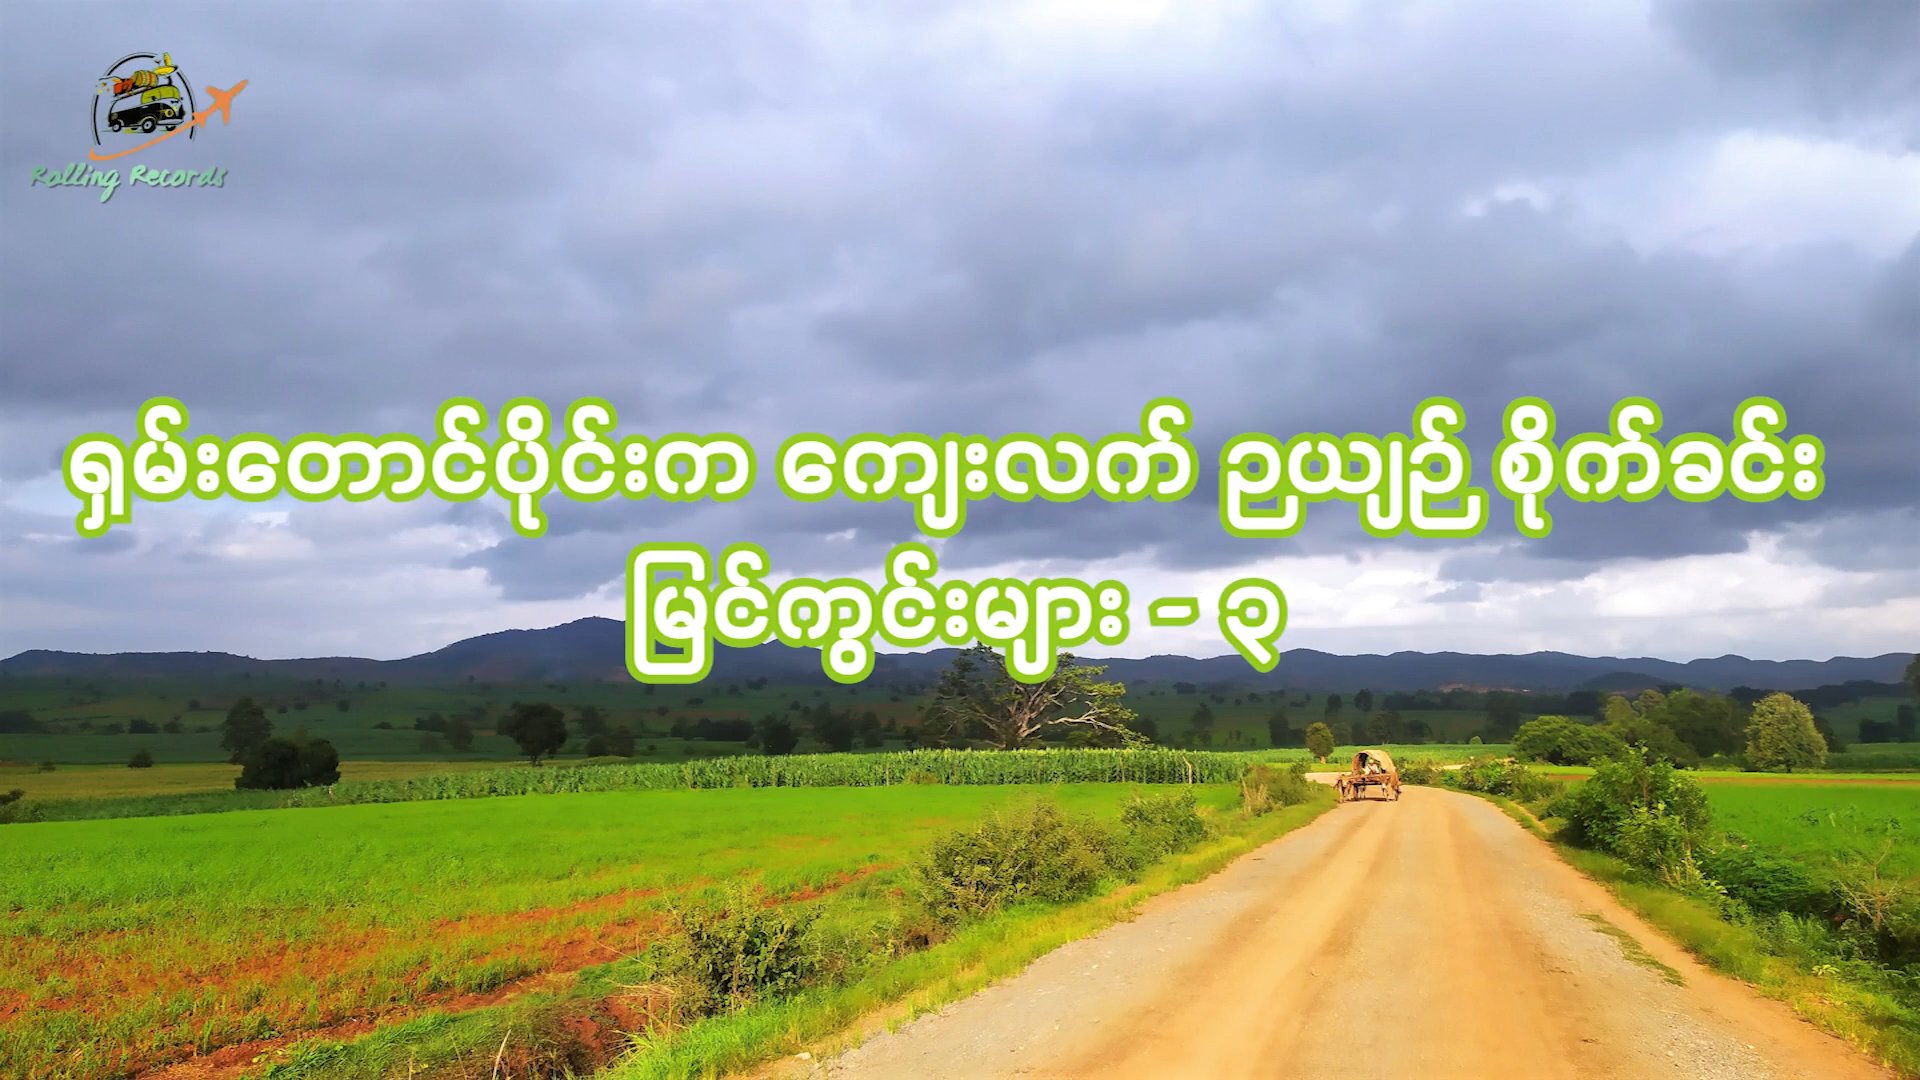 Rolling Records
ရှမ်းတောင်ပိုင်းက ကျေးလက် ဥယျဉ် စိုက်ခင်း
မြင်ကွင်းများ - ၃